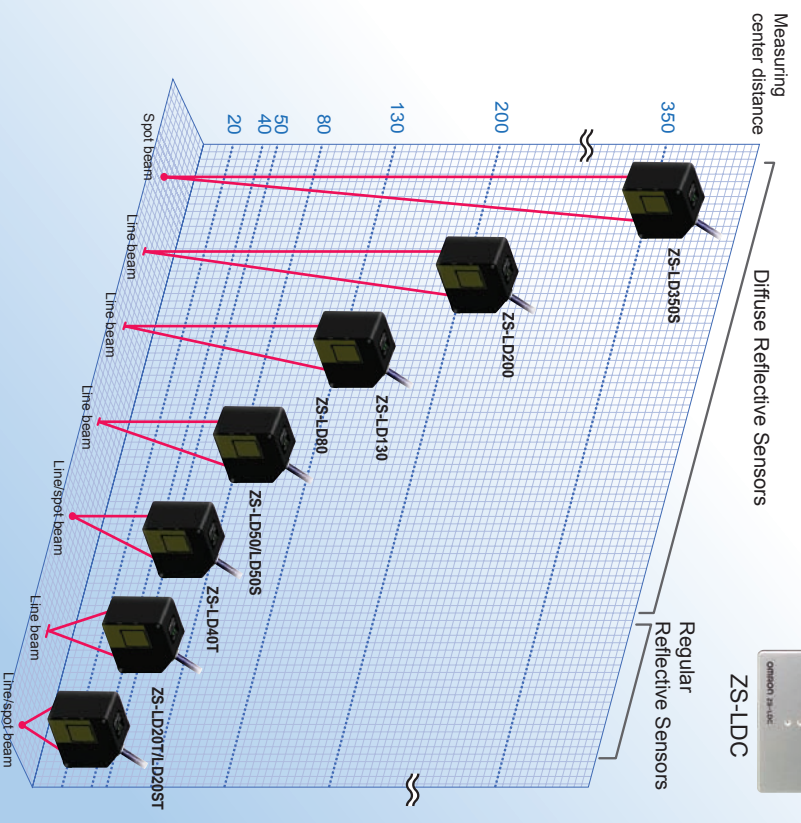 Measuring
center distance
350
200
130
80
50
40
20
Diffuse Reflective Sensors
Regular
Reflective Sensors
ZS-LD350S
ZS-LD200
ZS-LD130
ZS-LD80
ZS-LD50/LD50S
ZS-LD40T
ZS-LD20T/LD20ST
Spot beam
Line beam
Line beam
Line beam
Line/spot beam
Line beam
Line/spot beam
OMRON ZS-LDC
ZS-LDC